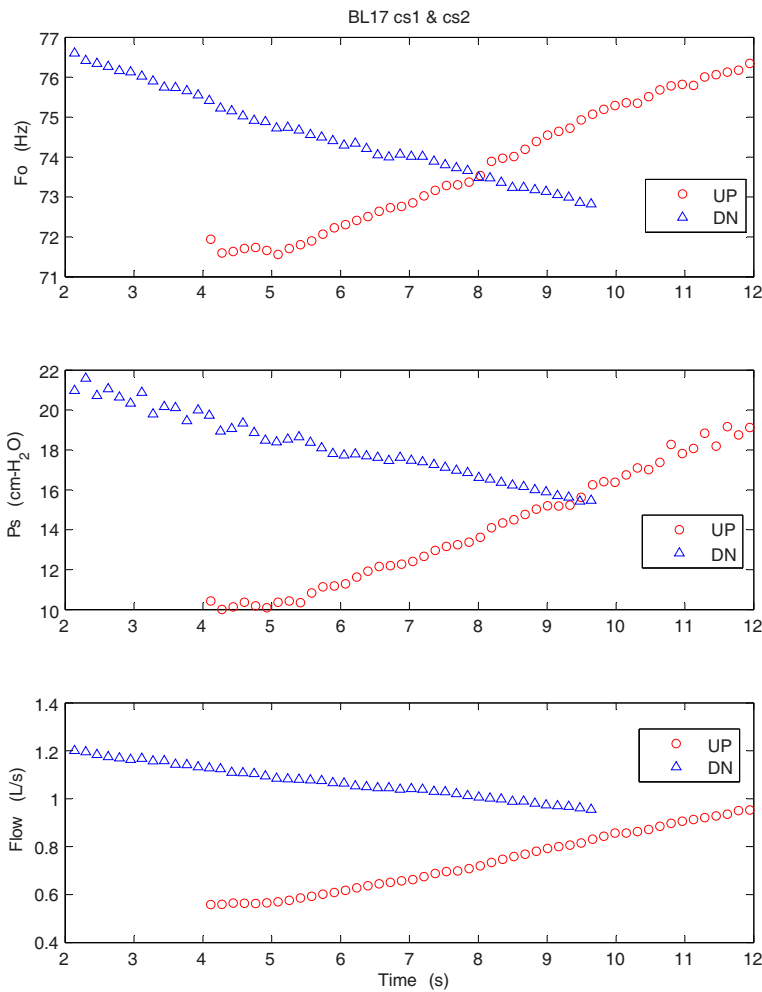 BL17 cs1 & cs2
77
76
75
74
73
72
71
Fo (Hz)
UP
DN
2 3 4 5 6 7 8 9 10 11 12
22
20
18
16
14
12
10
Ps (cm-H2O)
UP
DN
2 3 4 5 6 7 8 9 10 11 12
1.4
1.2
1
0.8
0.6
0.4
Flow (L/s)
UP
DN
2 3 4 5 6 7 8 9 10 11 12
Time (s)